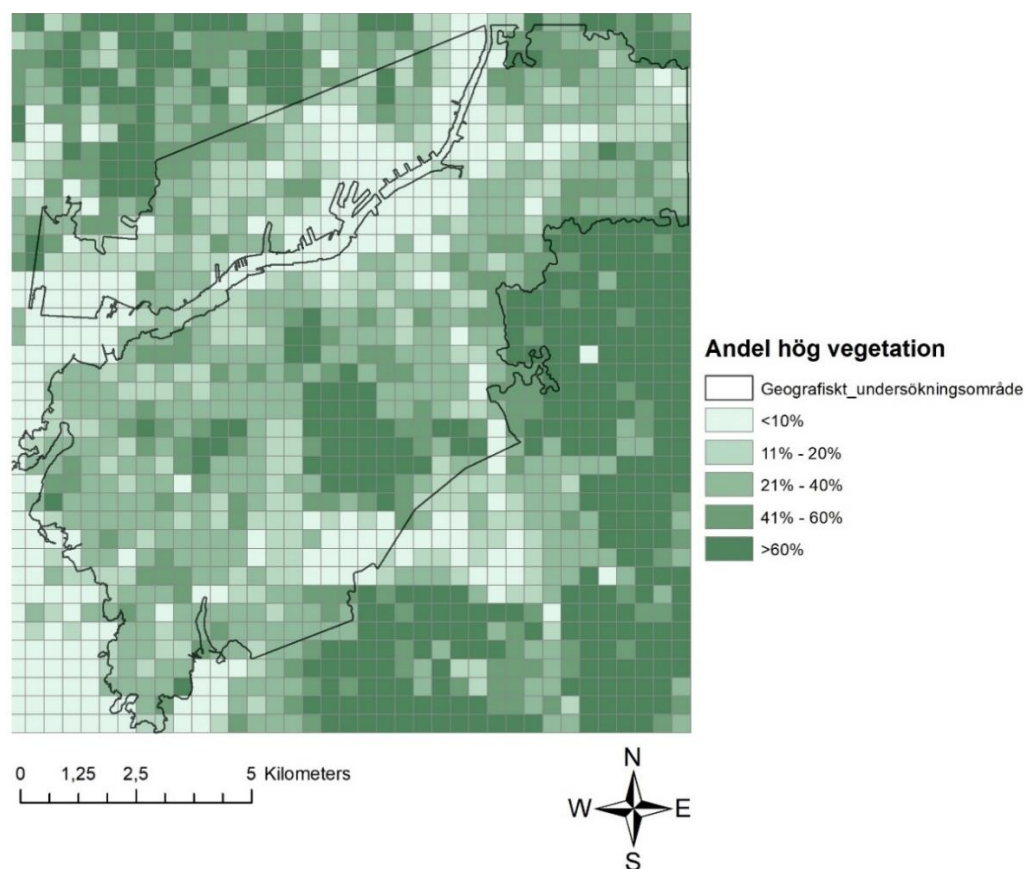 Andel hög vegetation
Geografiskt_undersökningsområde
<10%
11% - 20%
21% - 40%
41% - 60%
>60%
0 1,25 2,5 5 Kilometers
N
W E
S